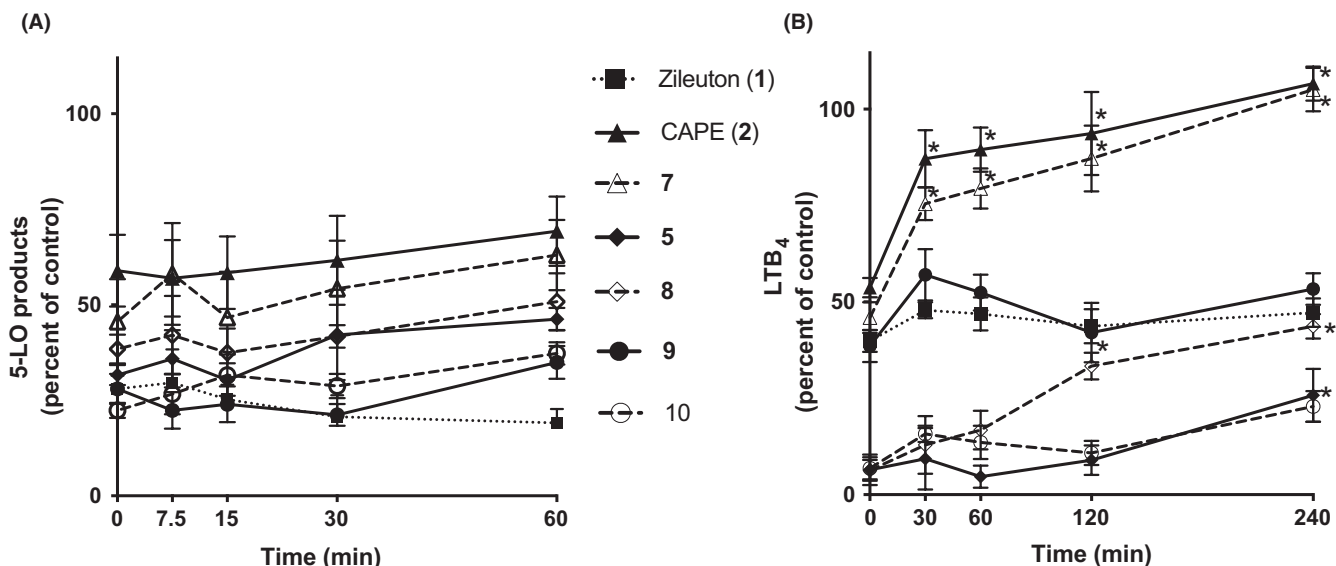 (A)
5-LO products
(percent of control)
100
50
0
0 7.5 15 30 60
Time (min)
Zileuton (1)
CAPE (2)
7
5
8
9
10
(B)
LTB4
(percent of control)
100
50
0
0 30 60 120 240
Time (min)
* * * *
* * * *
* *
*